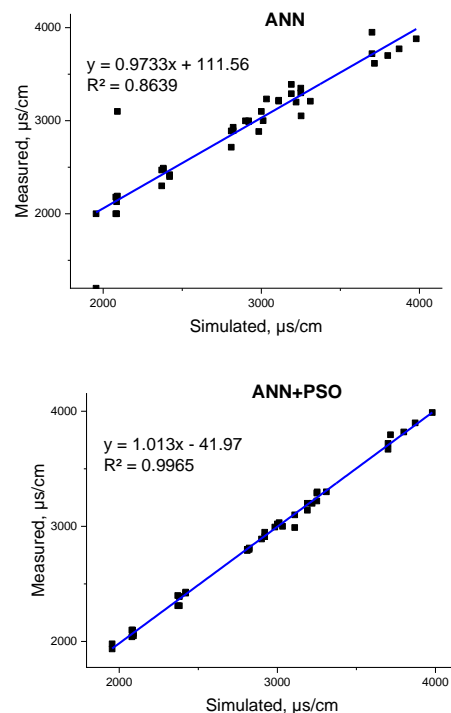 ANN
y = 0.9733x + 111.56
R² = 0.8639
4000
3000
2000
Measured, µs/cm
2000 3000 4000
Simulated, µs/cm
ANN+PSO
y = 1.013x - 41.97
R² = 0.9965
4000
3000
2000
Measured, µs/cm
2000 3000 4000
Simulated, µs/cm